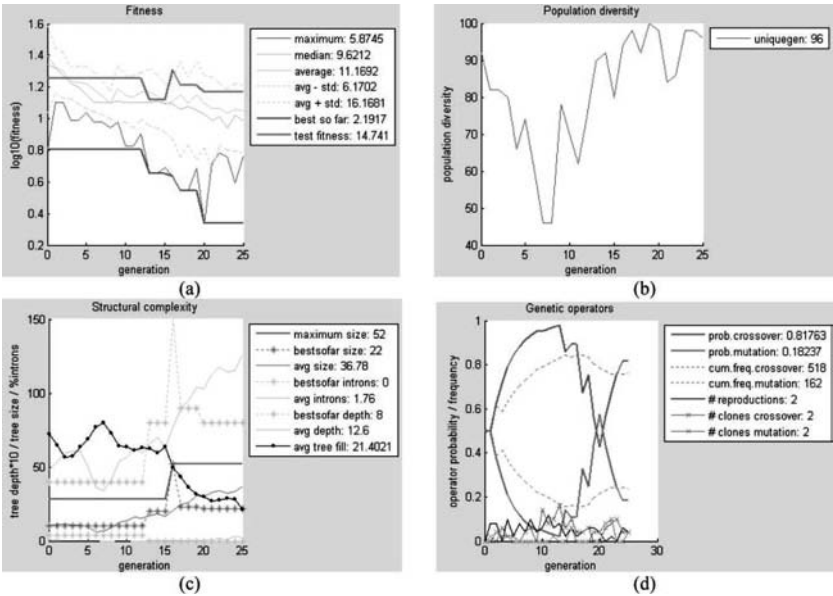 Fitness
1.6
1.4
1.2
1
0.8
0.6
0.4
0.2
log10(fitness)
0 5 10 15 20 25
generation
maximum: 5.8745
median: 9.6212
average: 11.1692
avg - std: 6.1702
avg + std: 16.1681
best so far: 2.1917
test fitness: 14.741
(a)
Population diversity
100
90
80
70
60
50
40
population diversity
0 5 10 15 20 25
generation
uniquegen: 96
(b)
Structural complexity
150
100
50
0
tree depth*10 / tree size / %introns
0 5 10 15 20 25
generation
maximum size: 52
bestsofar size: 22
avg size: 36.78
bestsofar introns: 0
avg introns: 1.76
bestsofar depth: 8
avg depth: 12.6
avg tree fill: 21.4021
(c)
Genetic operators
1
0.8
0.6
0.4
0.2
0
operator probability / frequency
0 10 20 30
generation
prob.crossover: 0.81763
prob.mutation: 0.18237
cum.freq.crossover: 518
cum.freq.mutation: 162
# reproductions: 2
# clones crossover: 2
# clones mutation: 2
(d)